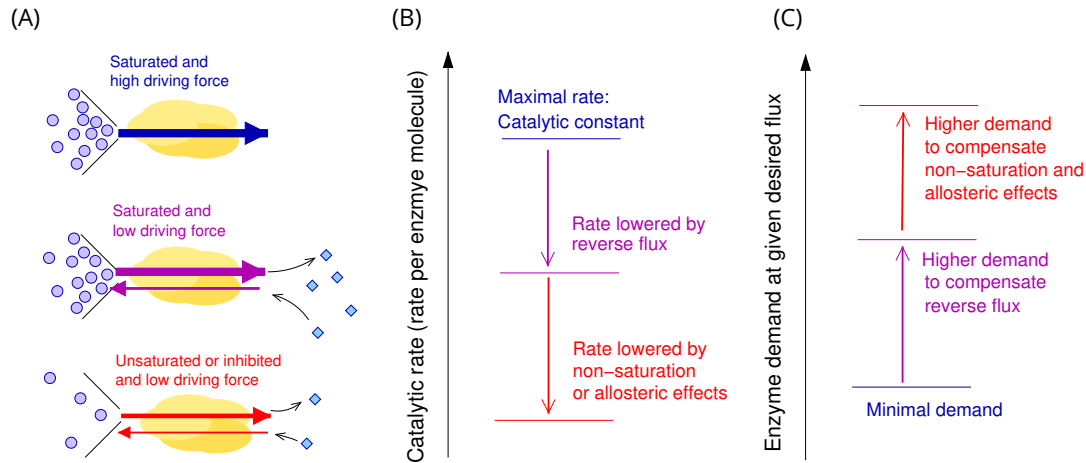 (A)
Saturated and
high driving force
Saturated and
low driving force
Unsaturated or inhibited
and low driving force
(B)
Catalytic rate (rate per enzmye molecule)
Maximal rate:
Catalytic constant
Rate lowered by
reverse flux
Rate lowered by
non-saturation
or allosteric effects
(C)
Enzyme demand at given desired flux
Higher demand
to compensate
non-saturation and
allosteric effects
Higher demand
to compensate
reverse flux
Minimal demand